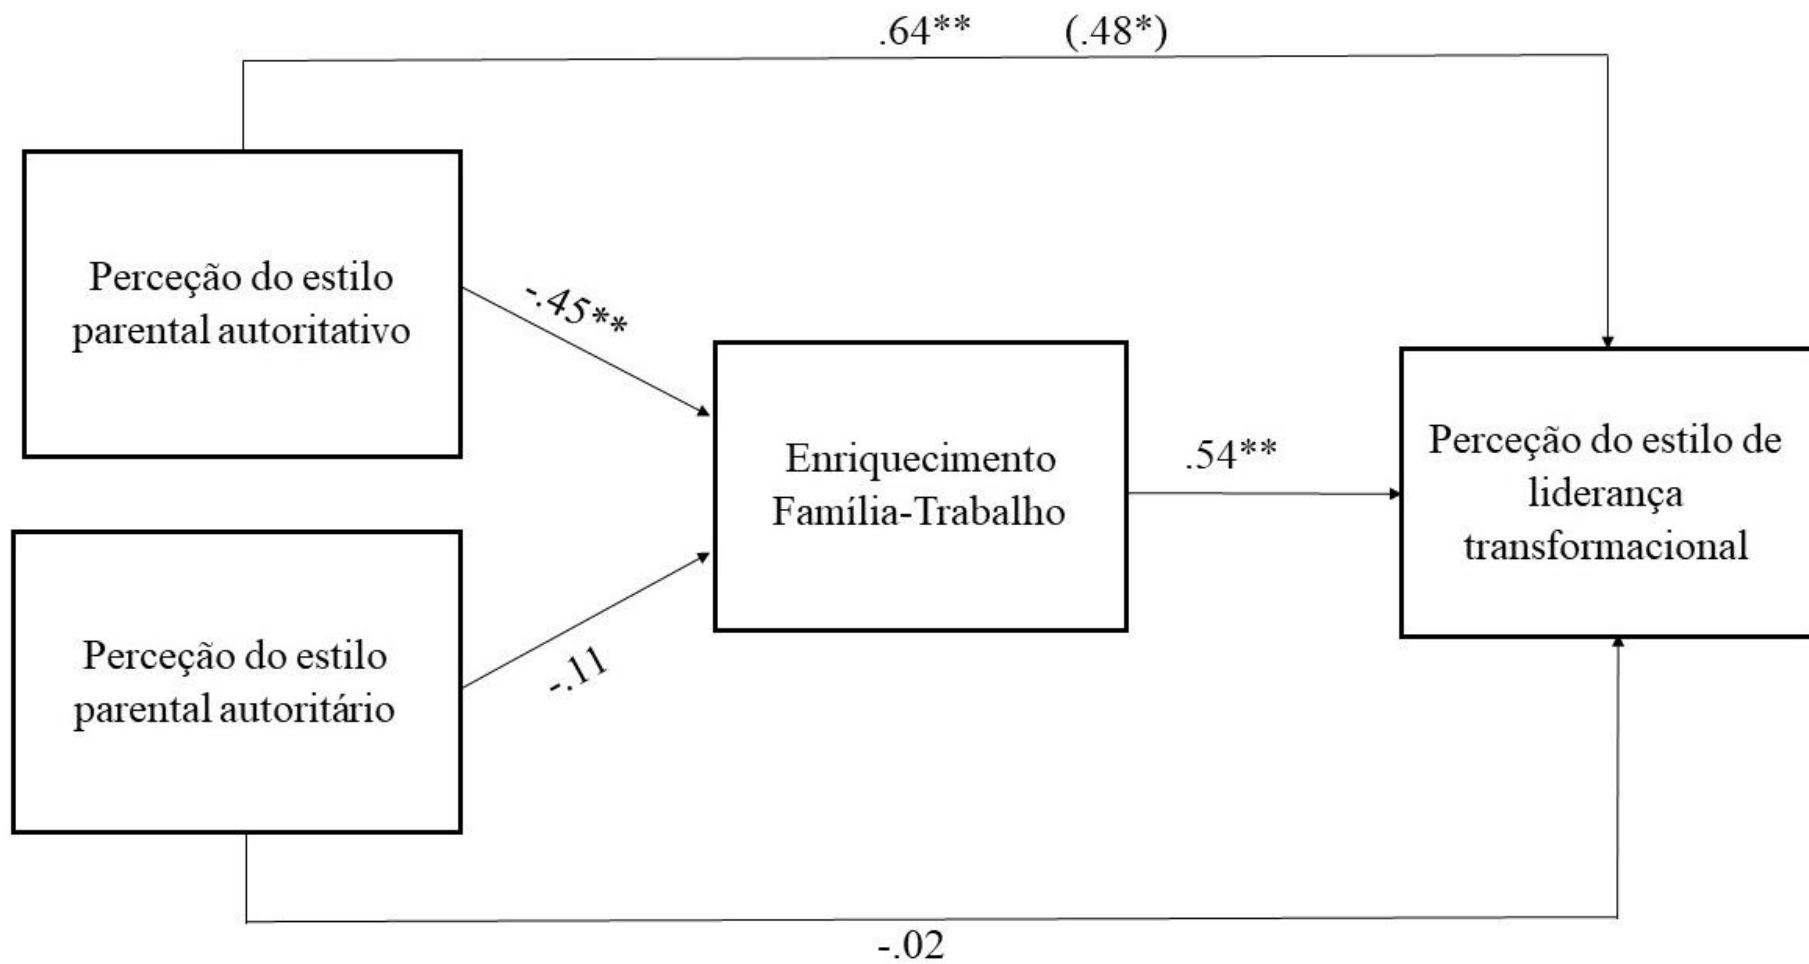 .64** (.48*)
Perceção do estilo
parental autoritativo
-.45**
Enriquecimento
Família-Trabalho
.54**
Perceção do estilo de
liderança
transformacional
Perceção do estilo
parental autoritário
-.11
-.02